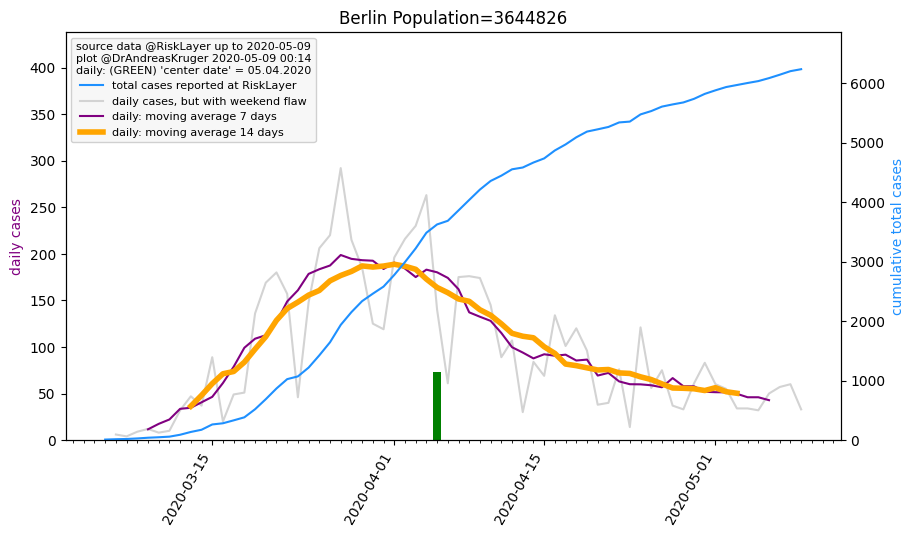 Berlin Population=3644826
source data @RiskLayer up to 2020-05-09
plot @DrAndreasKruger 2020-05-09 00:14
daily: (GREEN) 'center date' = 05.04.2020
total cases reported at RiskLayer
daily cases, but with weekend flaw
daily: moving average 7 days
daily: moving average 14 days
daily cases
400
350
300
250
200
150
100
50
0
cumulative total cases
6000
5000
4000
3000
2000
1000
0
2020-03-15
2020-04-01
2020-04-15
2020-05-01